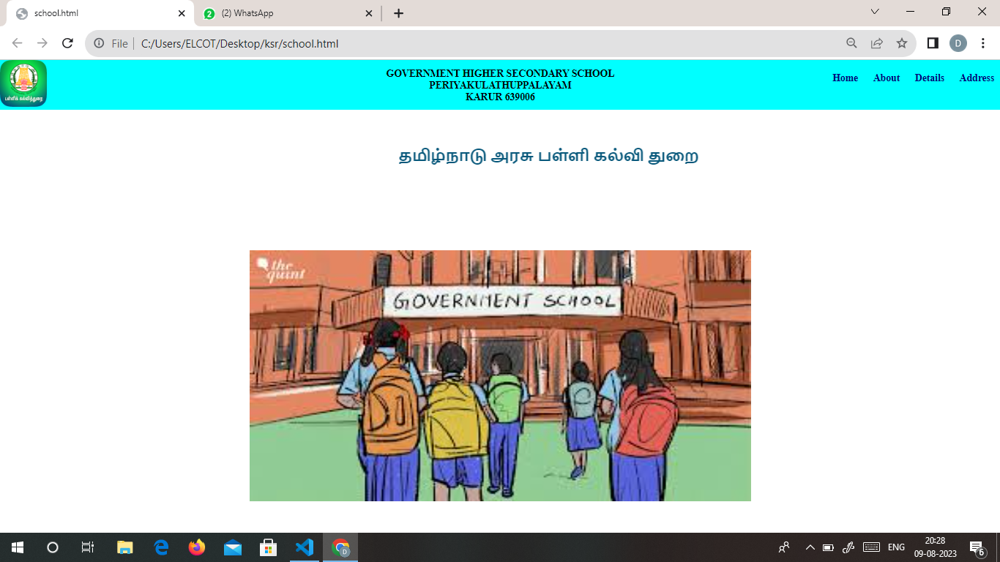 school.html
(2) WhatsApp
File
C:/Users/ELCOT/Desktop/ksr/school.html
D
பள்ளிக் கல்வித்துறை
GOVERNMENT HIGHER SECONDARY SCHOOL
PERIYAKULATHUPPALAYAM
KARUR 639006
Home About Details Address
தமிழ்நாடு அரசு பள்ளி கல்வி துறை
the
quint
GOVERNMENT SCHOOL
ENG
20:28
09-08-2023
6